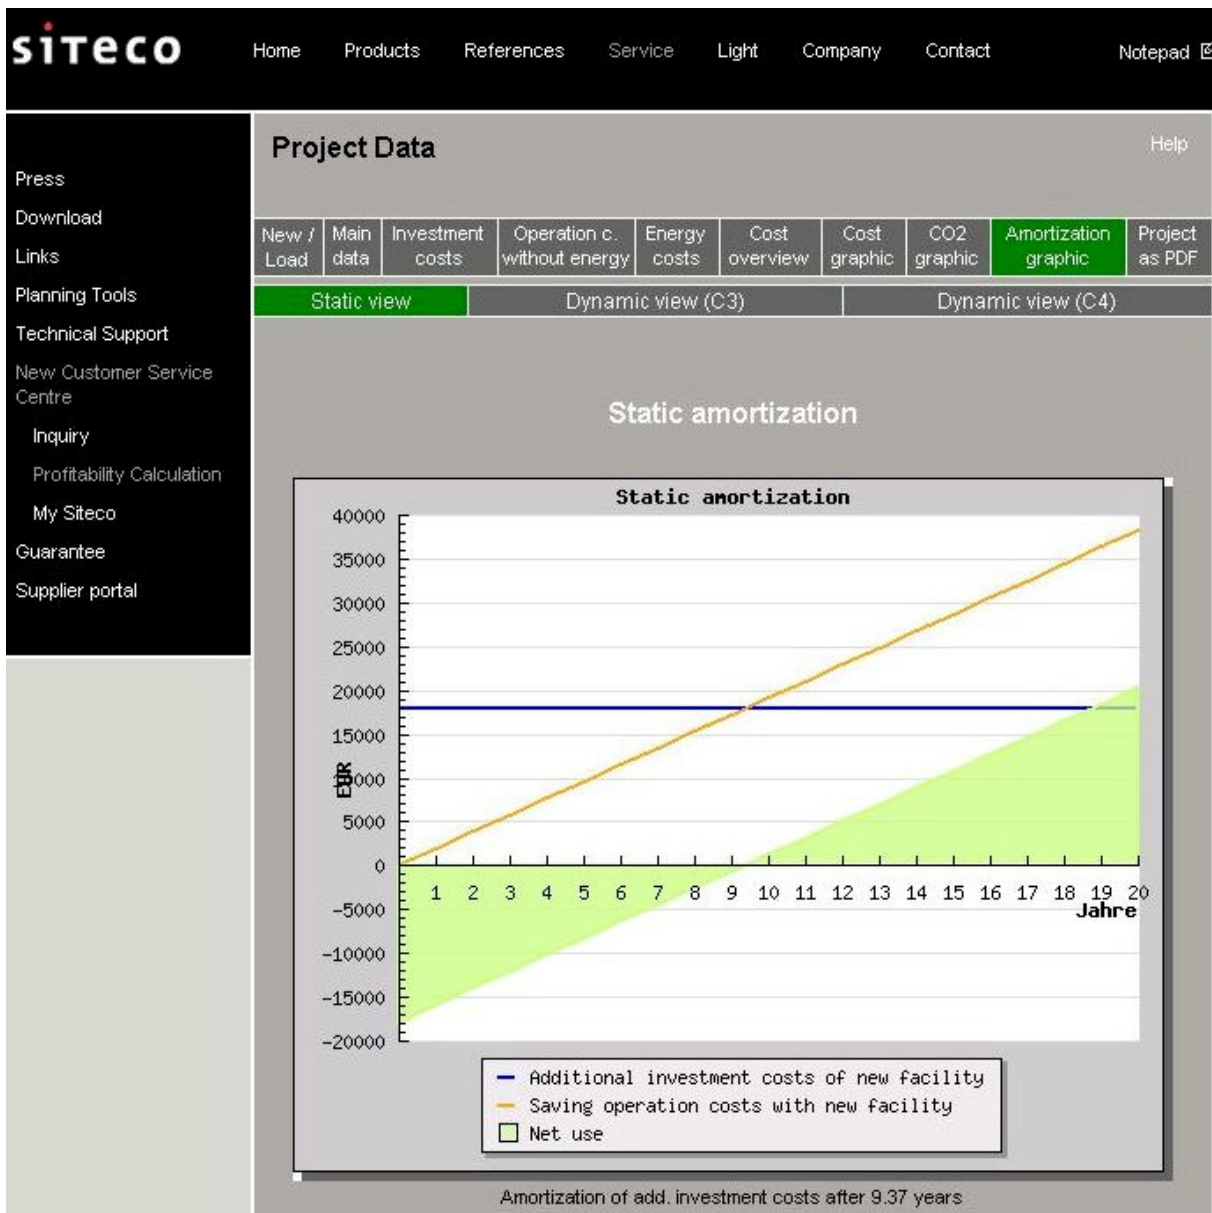 siteco
Home Products References Service Light Company Contact Notepad
Project Data
Help
Press
Download
Links
Planning Tools
Technical Support
New Customer Service
Centre
Inquiry
Profitability Calculation
My Siteco
Guarantee
Supplier portal
New / Load
Main data
Investment costs
Operation c. without energy
Energy costs
Cost overview
Cost graphic
CO2 graphic
Amortization graphic
Project as PDF
Static view
Dynamic view (C3)
Dynamic view (C4)
Static amortization
Static amortization
40000
35000
30000
25000
20000
15000
10000
EUR
5000
0
-5000
-10000
-15000
-20000
1 2 3 4 5 6 7 8 9 10 11 12 13 14 15 16 17 18 19 20
Jahre
Additional investment costs of new facility
Saving operation costs with new facility
Net use
Amortization of add. investment costs after 9.37 years